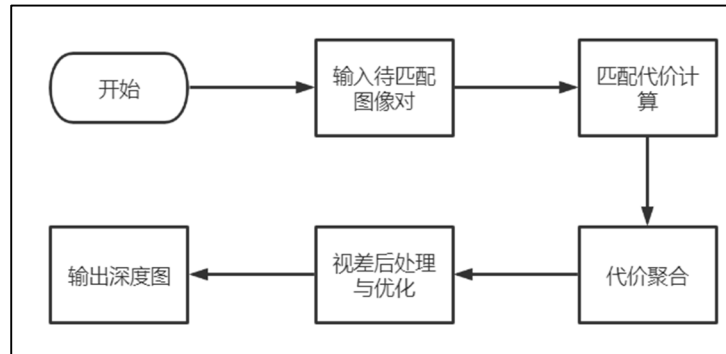 开始
输入待匹配
图像对
匹配代价计
算
代价聚合
视差后处理
与优化
输出深度图